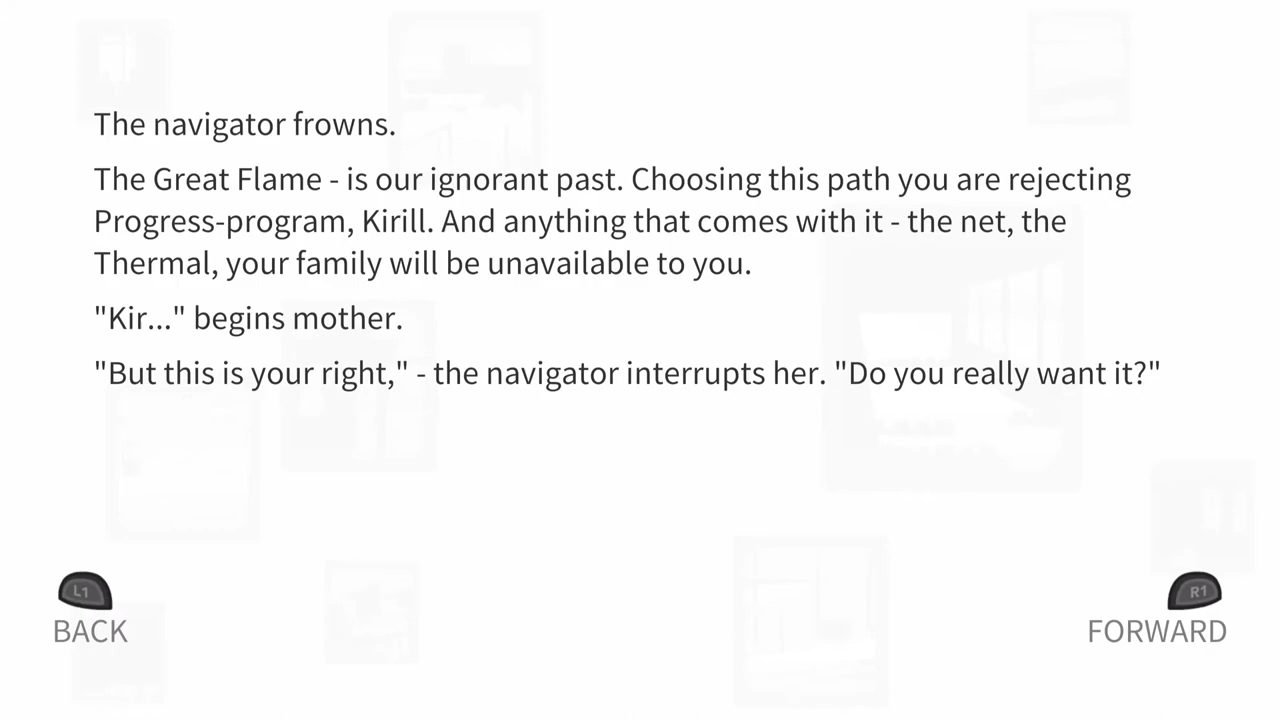 The navigator frowns.
The Great Flame - is our ignorant past. Choosing this path you are rejecting
Progress-program, Kirill. And anything that comes with it - the net, the
Thermal, your family will be unavailable to you.
"Kir..." begins mother.
"But this is your right," - the navigator interrupts her. "Do you really want it?"
L1
R1
BACK
FORWARD